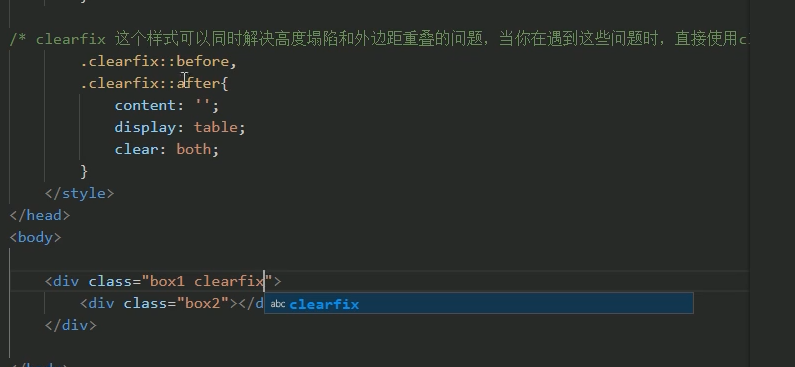 /* clearfix 这个样式可以同时解决高度塌陷和外边距重叠的问题，当你在遇到这些问题时，直接使用c
.clearfix::before,
.clearfix::after{
content: '';
display: table;
clear: both;
}
</style>
</head>
<body>
<div class="box1 clearfix">
<div class="box2"></d
abc clearfix
</div>